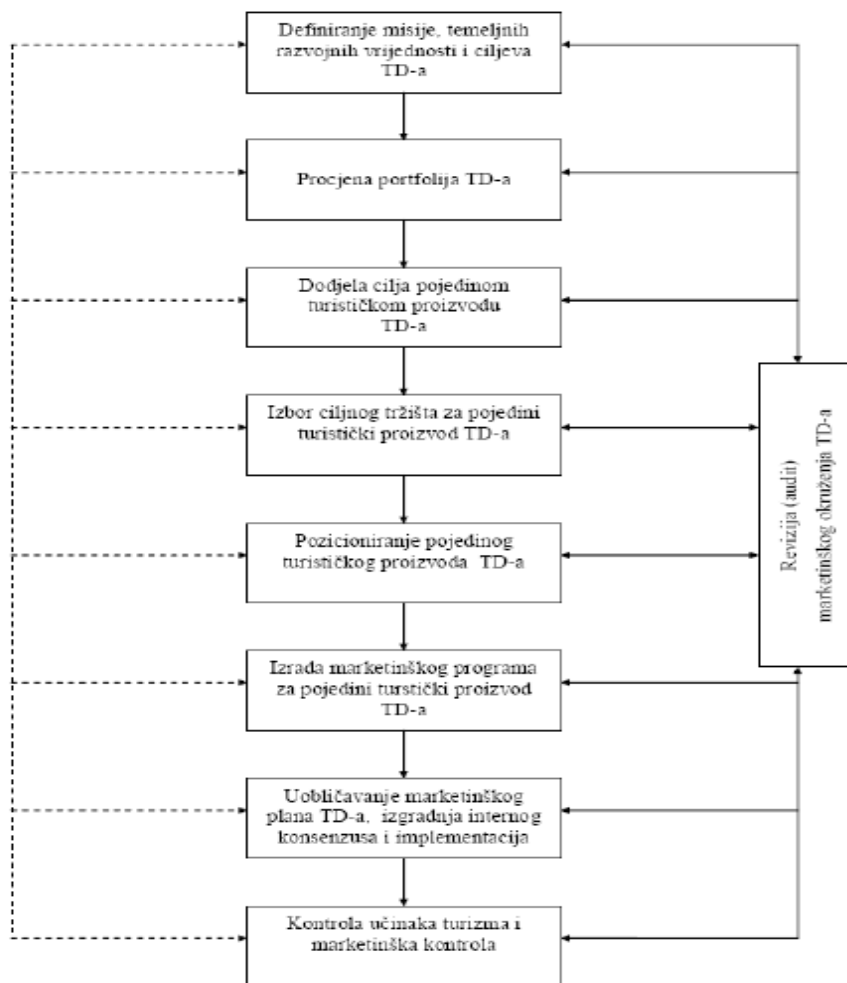 Definiranje misije, temeljnih
razvojnih vrijednosti i ciljeva
TD-a
Procjena portfolija TD-a
Dodjela cilja pojedinom
turističkom proizvodu
TD-a
Izbor ciljnog tržišta za pojedini
turistički proizvod TD-a
Pozicioniranje pojedinog
turističkog proizvoda TD-a
Izrada marketinškog programa
za pojedini turstički proizvod
TD-a
Uobličavanje marketinškog
plana TD-a, izgradnja internog
konsenzusa i implementacija
Kontrola učinaka turizma i
marketinška kontrola
Revizija (audit)
marketinškog okruženja TD-a